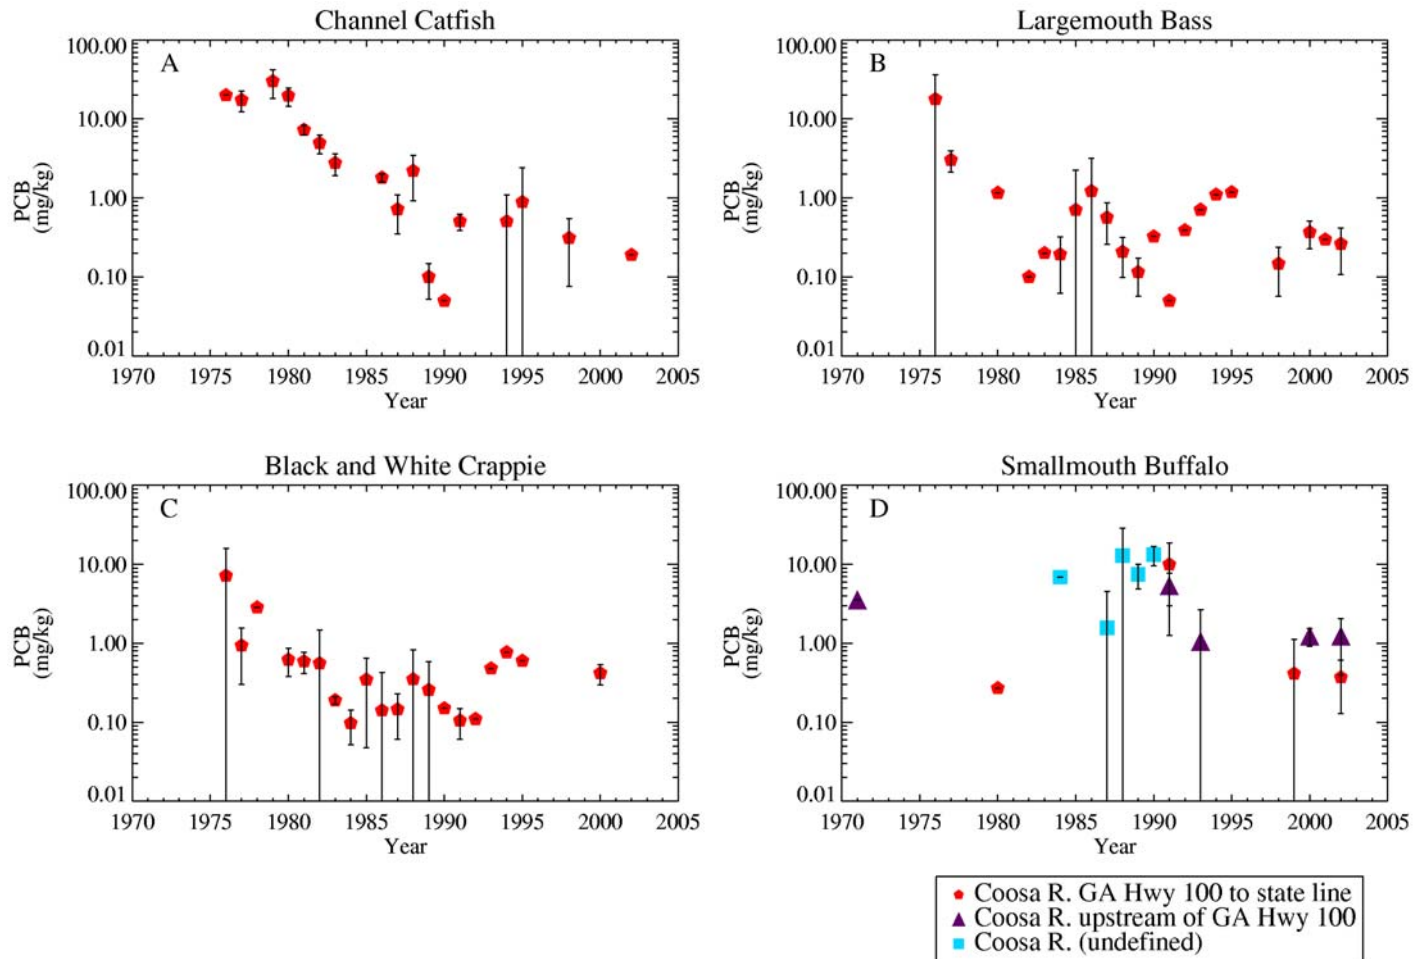 Channel Catfish
A
100.00
10.00
1.00
0.10
0.01
PCB
(mg/kg)
1970 1975 1980 1985 1990 1995 2000 2005
Year
Largemouth Bass
B
100.00
10.00
1.00
0.10
0.01
PCB
(mg/kg)
1970 1975 1980 1985 1990 1995 2000 2005
Year
Black and White Crappie
C
100.00
10.00
1.00
0.10
0.01
PCB
(mg/kg)
1970 1975 1980 1985 1990 1995 2000 2005
Year
Smallmouth Buffalo
D
100.00
10.00
1.00
0.10
0.01
PCB
(mg/kg)
1970 1975 1980 1985 1990 1995 2000 2005
Year
Coosa R. GA Hwy 100 to state line
Coosa R. upstream of GA Hwy 100
Coosa R. (undefined)